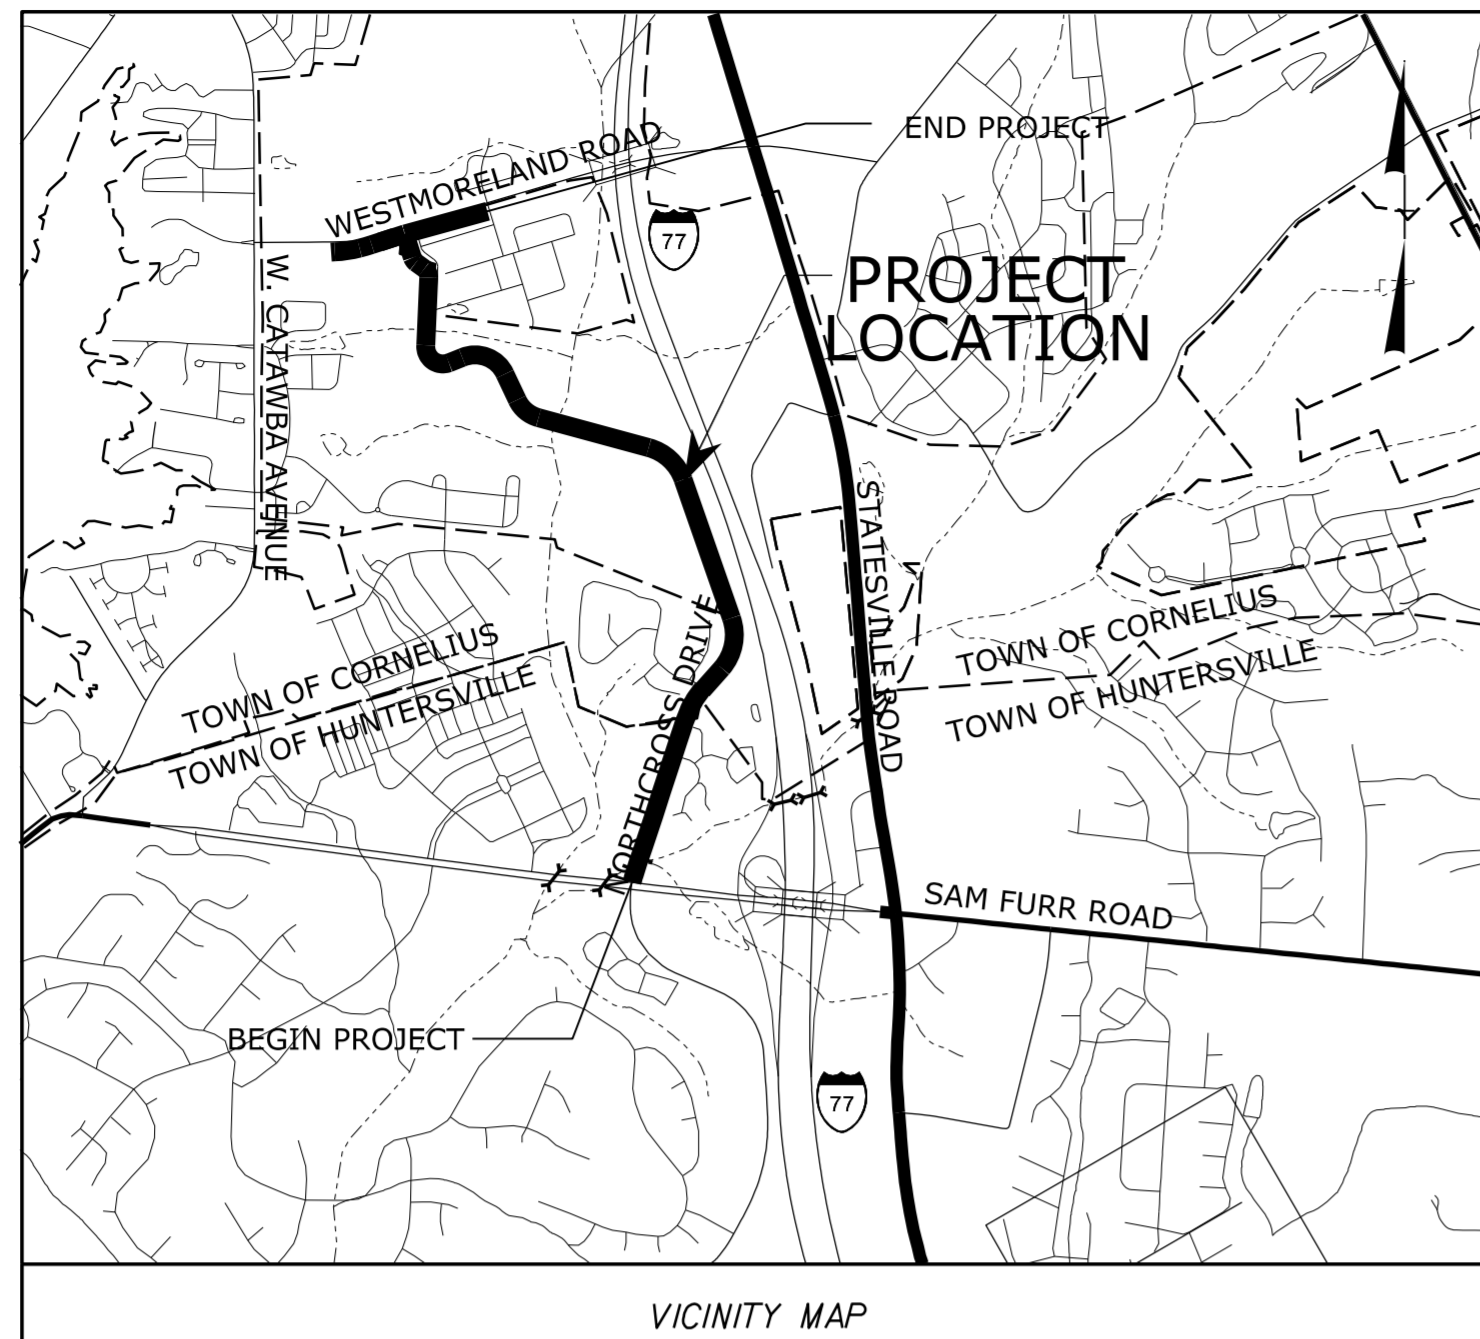 END PROJECT
WESTMORELAND ROAD
77
PROJECT
LOCATION
W. CATAWBA AVENUE
STATESVILLE ROAD
NORTHCROSS DRIVE
TOWN OF CORNELIUS
TOWN OF HUNTERSVILLE
TOWN OF CORNELIUS
TOWN OF HUNTERSVILLE
SAM FURR ROAD
BEGIN PROJECT
77
VICINITY MAP